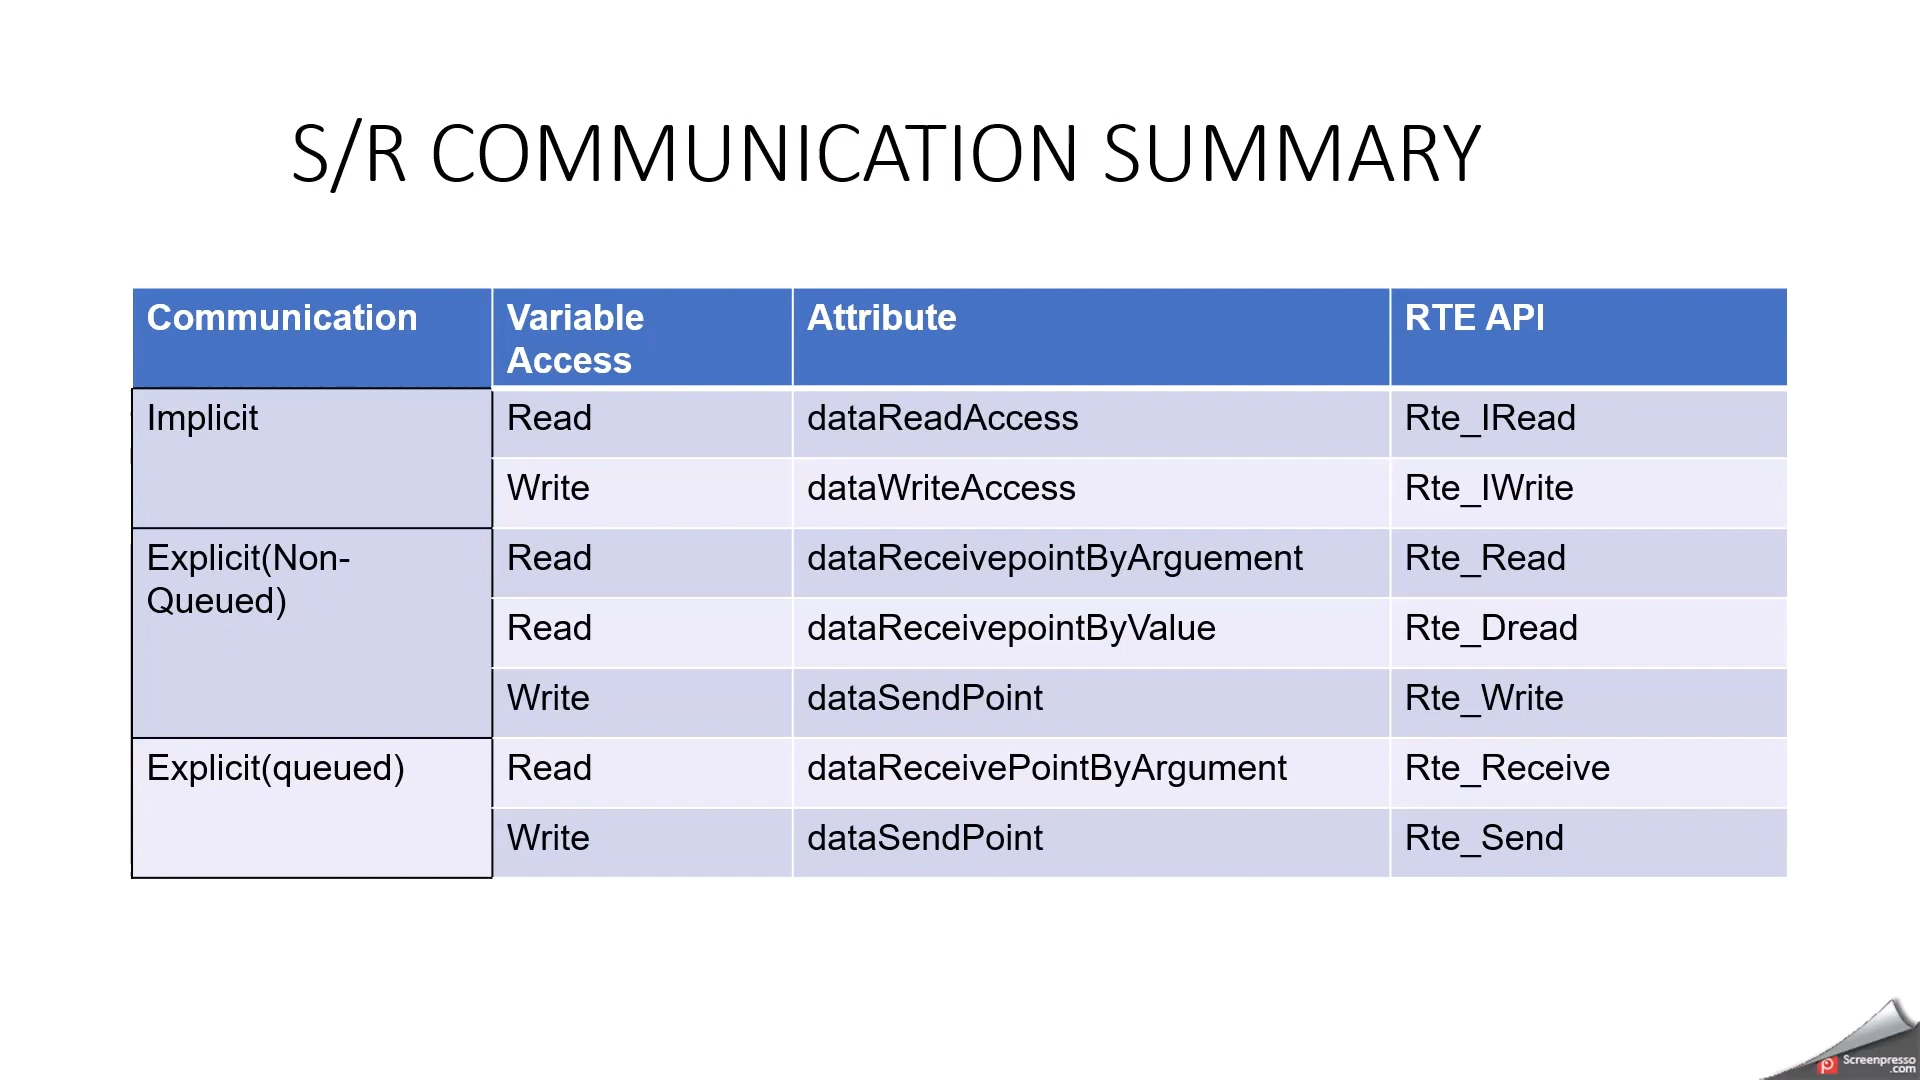 S/R COMMUNICATION SUMMARY
Communication Variable Access Attribute RTE API
Implicit Read dataReadAccess Rte_IRead
Write dataWriteAccess Rte_IWrite
Explicit(Non-Queued) Read dataReceivepointByArguement Rte_Read
Read dataReceivepointByValue Rte_Dread
Write dataSendPoint Rte_Write
Explicit(queued) Read dataReceivePointByArgument Rte_Receive
Write dataSendPoint Rte_Send
Screenpresso
.com